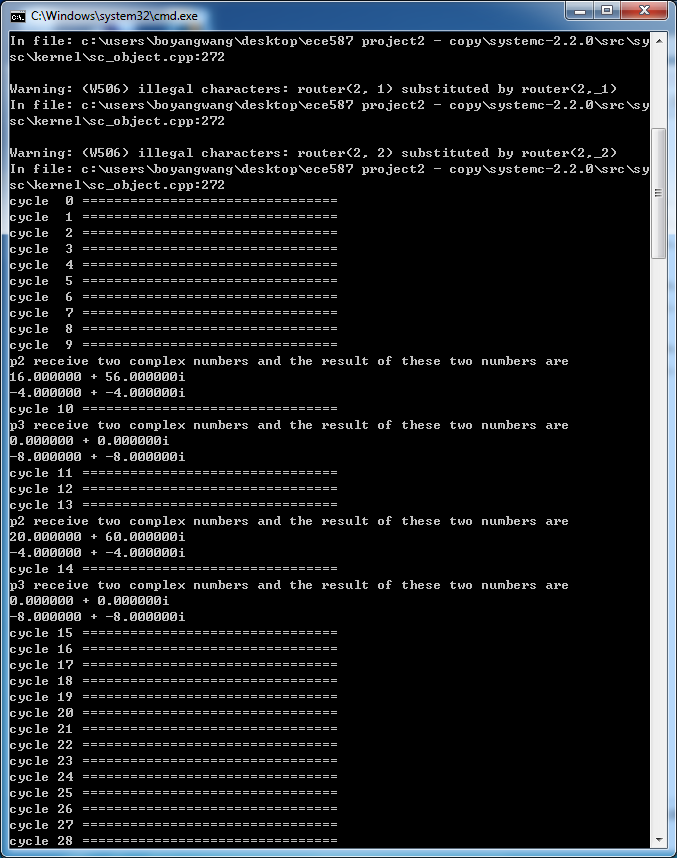 C:\Windows\system32\cmd.exe
In file: c:\users\boyangwang\desktop\ece587 project2 - copy\systemc-2.2.0\src\sy
sc\kernel\sc_object.cpp:272
Warning: (W506) illegal characters: router(2, 1) substituted by router(2,_1)
In file: c:\users\boyangwang\desktop\ece587 project2 - copy\systemc-2.2.0\src\sy
sc\kernel\sc_object.cpp:272
Warning: (W506) illegal characters: router(2, 2) substituted by router(2,_2)
In file: c:\users\boyangwang\desktop\ece587 project2 - copy\systemc-2.2.0\src\sy
sc\kernel\sc_object.cpp:272
cycle  0 ================================
cycle  1 ================================
cycle  2 ================================
cycle  3 ================================
cycle  4 ================================
cycle  5 ================================
cycle  6 ================================
cycle  7 ================================
cycle  8 ================================
cycle  9 ================================
p2 receive two complex numbers and the result of these two numbers are
16.000000 + 56.000000i
-4.000000 + -4.000000i
cycle 10 ================================
p3 receive two complex numbers and the result of these two numbers are
0.000000 + 0.000000i
-8.000000 + -8.000000i
cycle 11 ================================
cycle 12 ================================
cycle 13 ================================
p2 receive two complex numbers and the result of these two numbers are
20.000000 + 60.000000i
-4.000000 + -4.000000i
cycle 14 ================================
p3 receive two complex numbers and the result of these two numbers are
0.000000 + 0.000000i
-8.000000 + -8.000000i
cycle 15 ================================
cycle 16 ================================
cycle 17 ================================
cycle 18 ================================
cycle 19 ================================
cycle 20 ================================
cycle 21 ================================
cycle 22 ================================
cycle 23 ================================
cycle 24 ================================
cycle 25 ================================
cycle 26 ================================
cycle 27 ================================
cycle 28 ================================